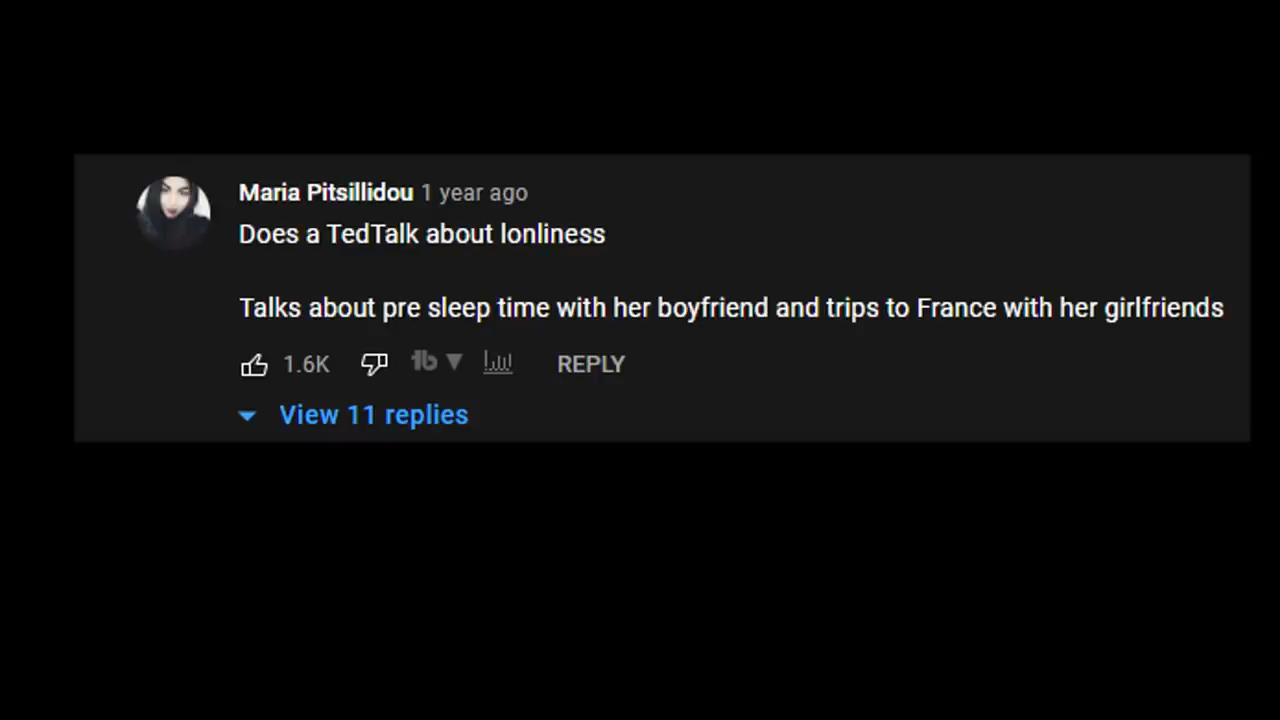 Maria Pitsillidou 1 year ago
Does a TedTalk about lonliness
Talks about pre sleep time with her boyfriend and trips to France with her girlfriends
1.6K tb REPLY
View 11 replies